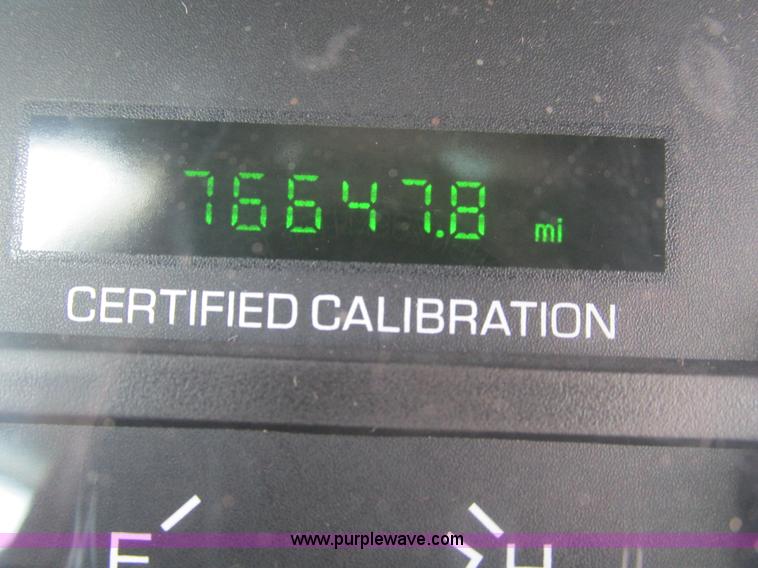 76647.8 mi
CERTIFIED CALIBRATION
F H
www.purplewave.com